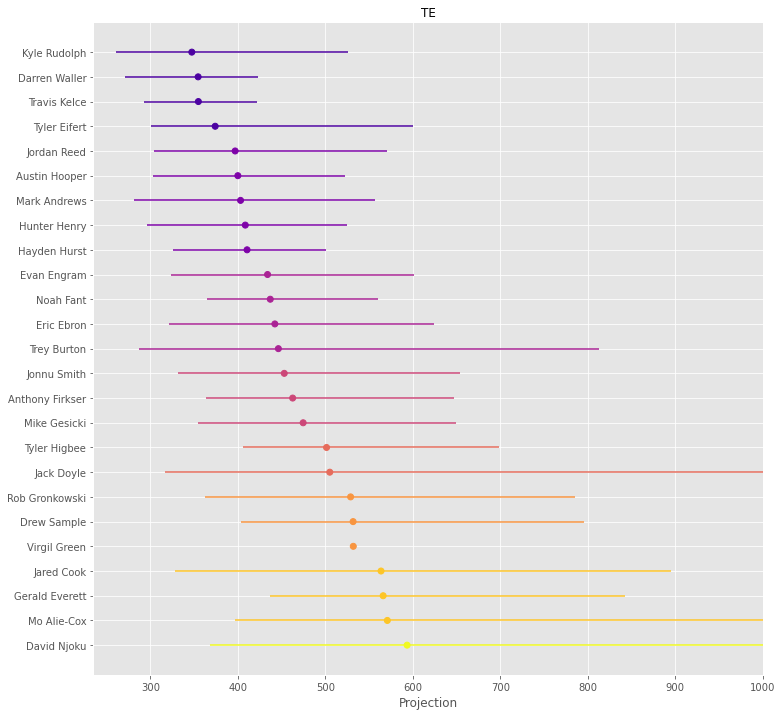 TE
Kyle Rudolph
Darren Waller
Travis Kelce
Tyler Eifert
Jordan Reed
Austin Hooper
Mark Andrews
Hunter Henry
Hayden Hurst
Evan Engram
Noah Fant
Eric Ebron
Trey Burton
Jonnu Smith
Anthony Firkser
Mike Gesicki
Tyler Higbee
Jack Doyle
Rob Gronkowski
Drew Sample
Virgil Green
Jared Cook
Gerald Everett
Mo Alie-Cox
David Njoku
300 400 500 600 700 800 900 1000
Projection